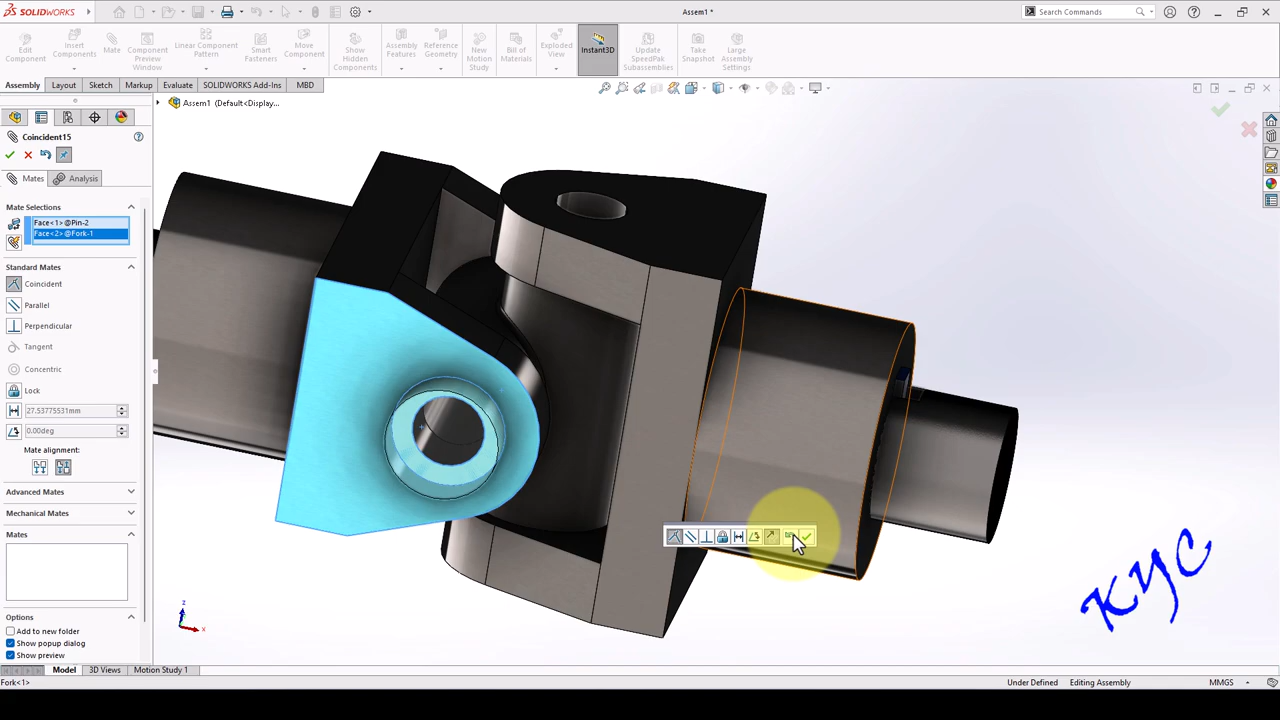 SOLIDWORKS
Assem1 *
Search Commands
Edit Component
Insert Components
Mate
Component Preview Window
Linear Component Pattern
Smart Fasteners
Move Component
Show Hidden Components
Assembly Features
Reference Geometry
New Motion Study
Bill of Materials
Exploded View
Instant3D
Update SpeedPak Subassemblies
Take Snapshot
Large Assembly Settings
Assembly Layout Sketch Markup Evaluate SOLIDWORKS Add-Ins MBD
Assem1 (Default<Display...
Coincident15
Mates Analysis
Mate Selections
Face<1>@Pin-2
Face<2>@Fork-1
Standard Mates
Coincident
Parallel
Perpendicular
Tangent
Concentric
Lock
27.53775531mm
0.00deg
Mate alignment:
Advanced Mates
Mechanical Mates
Mates
Options
Add to new folder
Show popup dialog
Show preview
z
x
KYC
Model 3D Views Motion Study 1
Fork<1>
Under Defined Editing Assembly MMGS